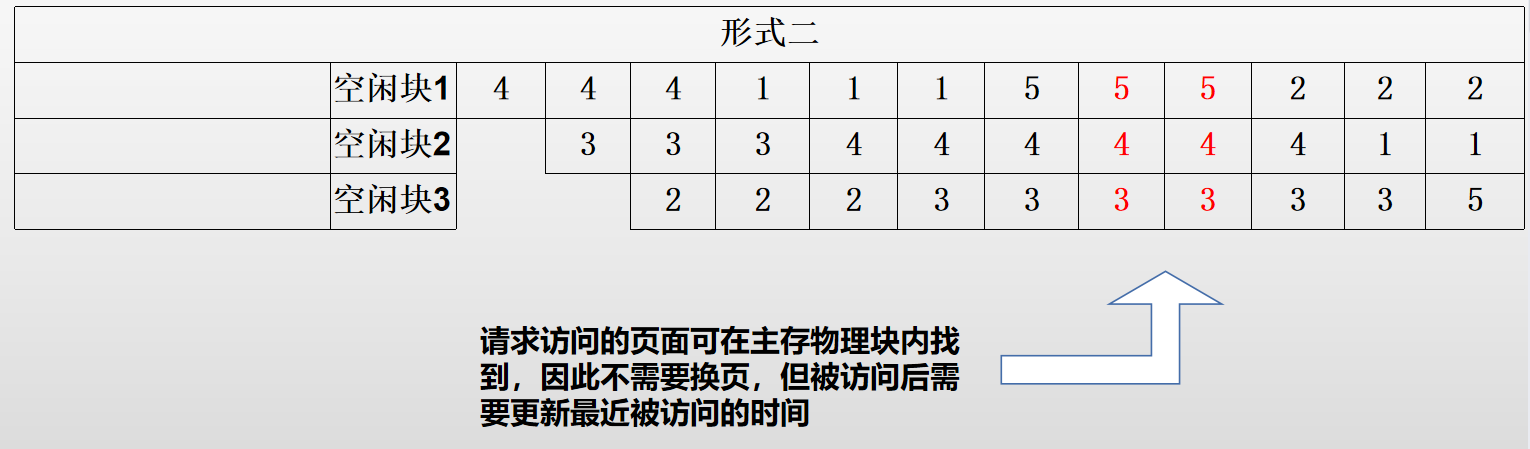 形式二
空闲块1 4 4 4 1 1 1 5 5 5 2 2 2
空闲块2 3 3 3 4 4 4 4 4 4 1 1
空闲块3 2 2 2 3 3 3 3 3 3 5
请求访问的页面可在主存物理块内找
到，因此不需要换页，但被访问后需
要更新最近被访问的时间